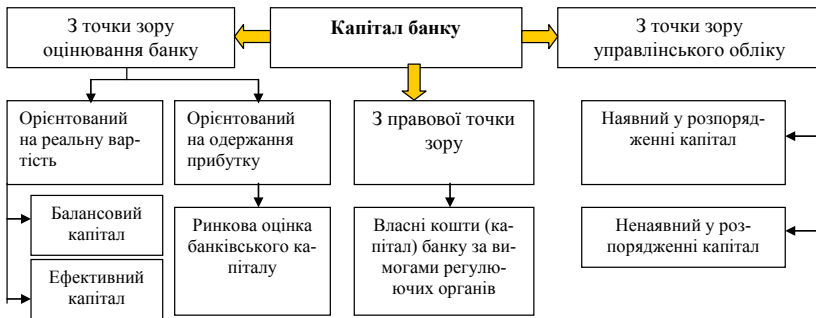 З точки зору
оцінювання банку
Капітал банку
З точки зору
управлінського обліку
Орієнтований
на реальну вар-
тість
Орієнтований
на одержання
прибутку
З правової точки
зору
Наявний у розпоряд-
женні капітал
Балансовий
капітал
Ефективний
капітал
Ринкова оцінка
банківського ка-
піталу
Власні кошти (ка-
пітал) банку за ви-
могами регулю-
ючих органів
Ненаявний у роз-
порядженні капітал